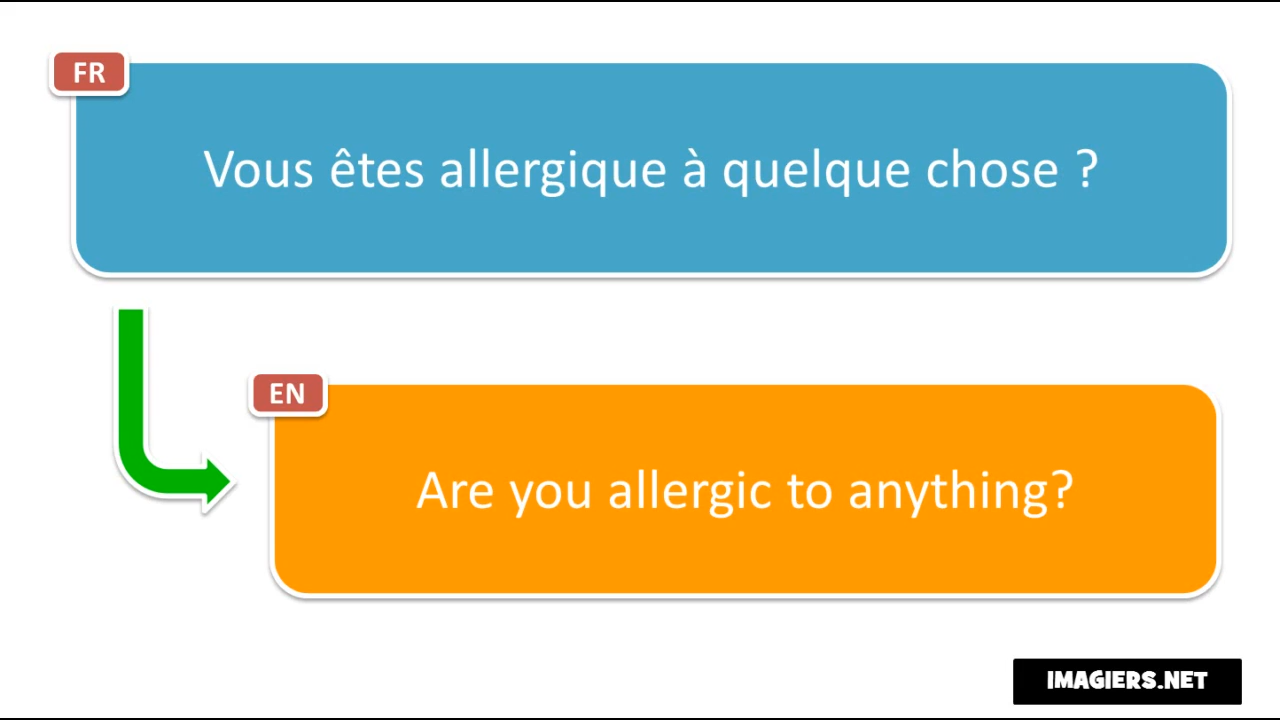 FR
Vous êtes allergique à quelque chose ?
EN
Are you allergic to anything?
IMAGIERS.NET